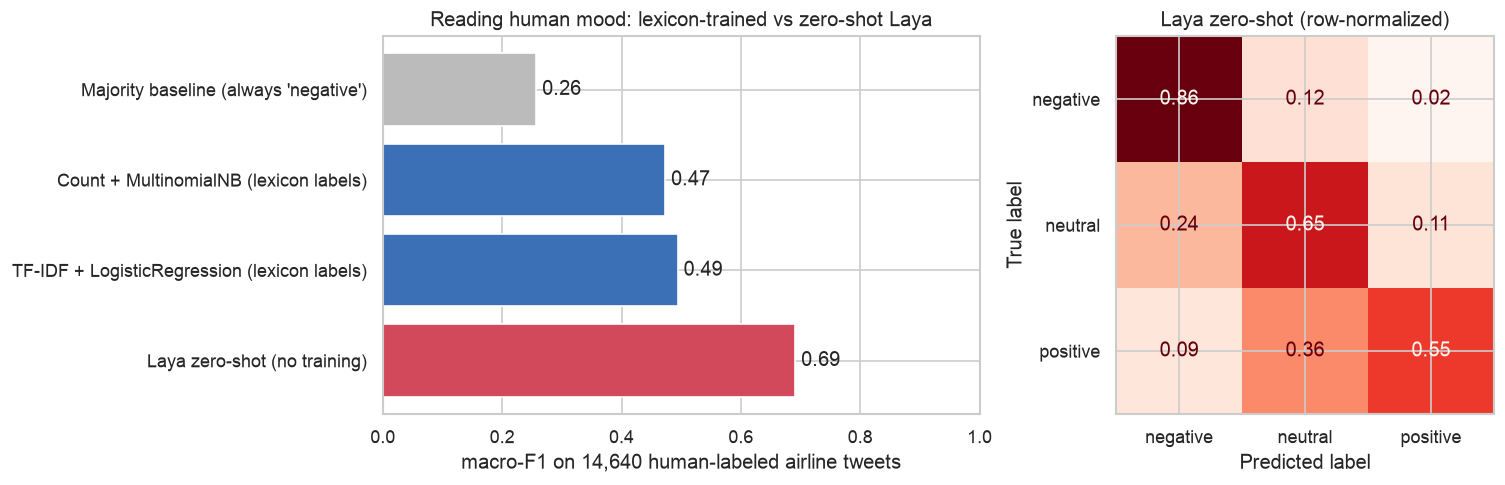 Reading human mood: lexicon-trained vs zero-shot Laya
Majority baseline (always 'negative')
0.26
Count + MultinomialNB (lexicon labels)
0.47
TF-IDF + LogisticRegression (lexicon labels)
0.49
Laya zero-shot (no training)
0.69
0.0 0.2 0.4 0.6 0.8 1.0
macro-F1 on 14,640 human-labeled airline tweets
Laya zero-shot (row-normalized)
True label
negative 0.86 0.12 0.02
neutral 0.24 0.65 0.11
positive 0.09 0.36 0.55
negative neutral positive
Predicted label